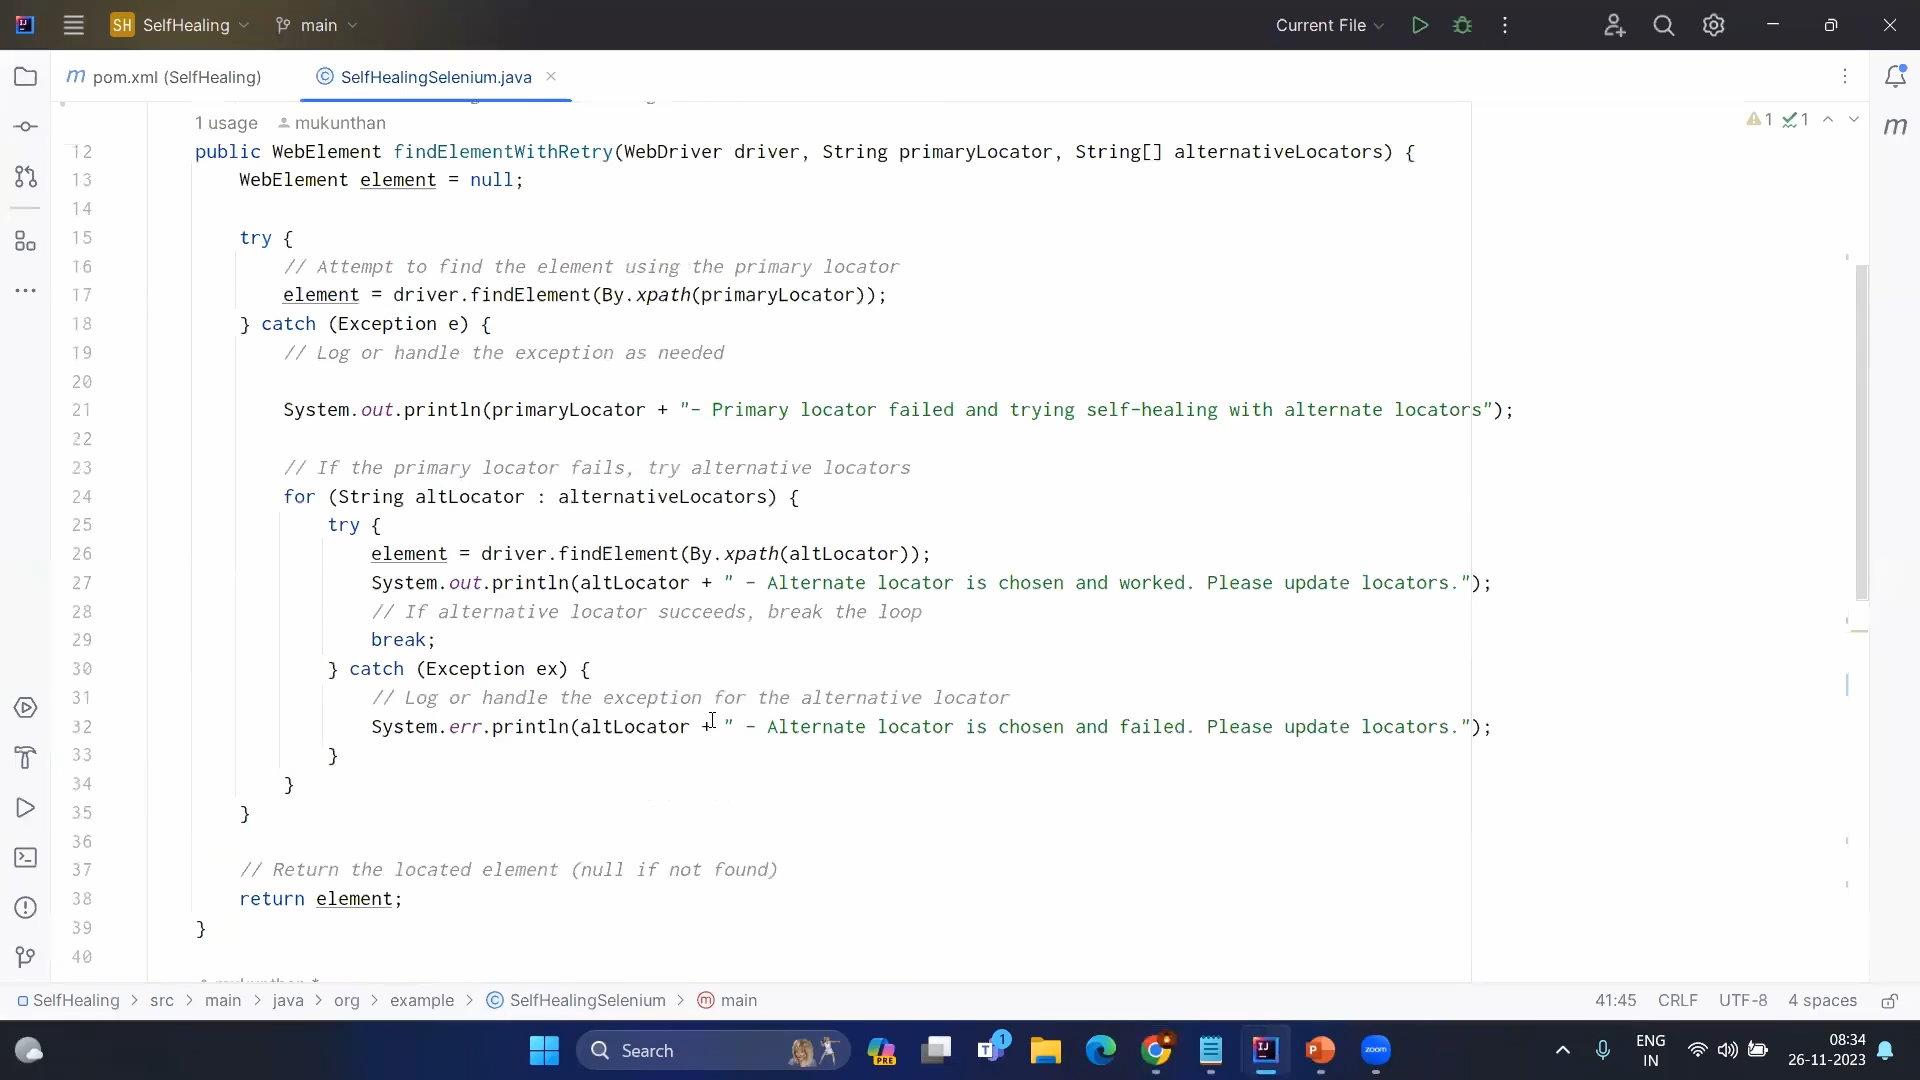 SH SelfHealing main Current File
m pom.xml (SelfHealing) SelfHealingSelenium.java
1 usage mukunthan
12 public WebElement findElementWithRetry(WebDriver driver, String primaryLocator, String[] alternativeLocators) {
13 WebElement element = null;
14
15 try {
16 // Attempt to find the element using the primary locator
17 element = driver.findElement(By.xpath(primaryLocator));
18 } catch (Exception e) {
19 // Log or handle the exception as needed
20
21 System.out.println(primaryLocator + "- Primary locator failed and trying self-healing with alternate locators");
22
23 // If the primary locator fails, try alternative locators
24 for (String altLocator : alternativeLocators) {
25 try {
26 element = driver.findElement(By.xpath(altLocator));
27 System.out.println(altLocator + " - Alternate locator is chosen and worked. Please update locators.");
28 // If alternative locator succeeds, break the loop
29 break;
30 } catch (Exception ex) {
31 // Log or handle the exception for the alternative locator
32 System.err.println(altLocator + " - Alternate locator is chosen and failed. Please update locators.");
33 }
34 }
35 }
36
37 // Return the located element (null if not found)
38 return element;
39 }
40
1 1
SelfHealing > src > main > java > org > example > SelfHealingSelenium > main 41:45 CRLF UTF-8 4 spaces
Search PRE 1 zoom ENG 08:34
IN 26-11-2023